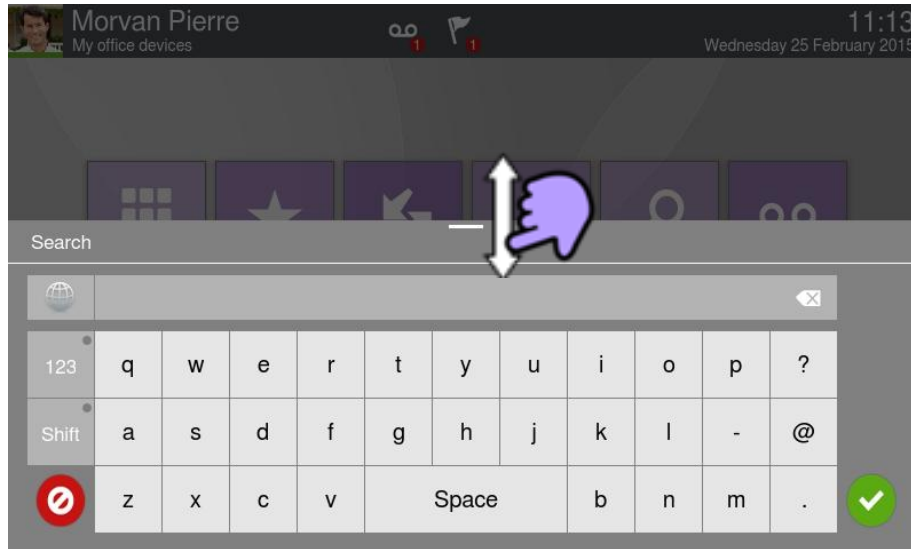 Morvan Pierre
My office devices
1
1
11:13
Wednesday 25 February 2015
Search
123 q w e r t y u i o p ?
Shift a s d f g h j k l - @
z x c v Space b n m .